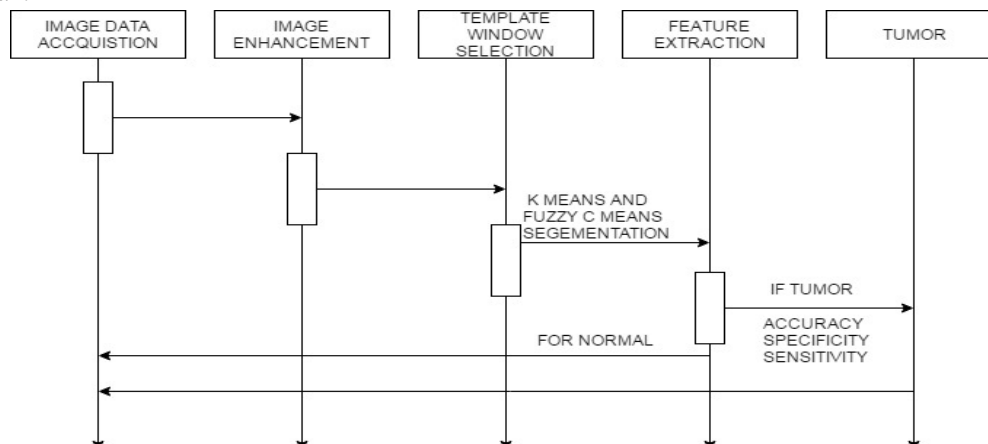 IMAGE DATA
ACCQUISTION
IMAGE
ENHANCEMENT
TEMPLATE
WINDOW
SELECTION
FEATURE
EXTRACTION
TUMOR
K MEANS AND
FUZZY C MEANS
SEGEMENTATION
IF TUMOR
ACCURACY
SPECIFICITY
SENSITIVITY
FOR NORMAL